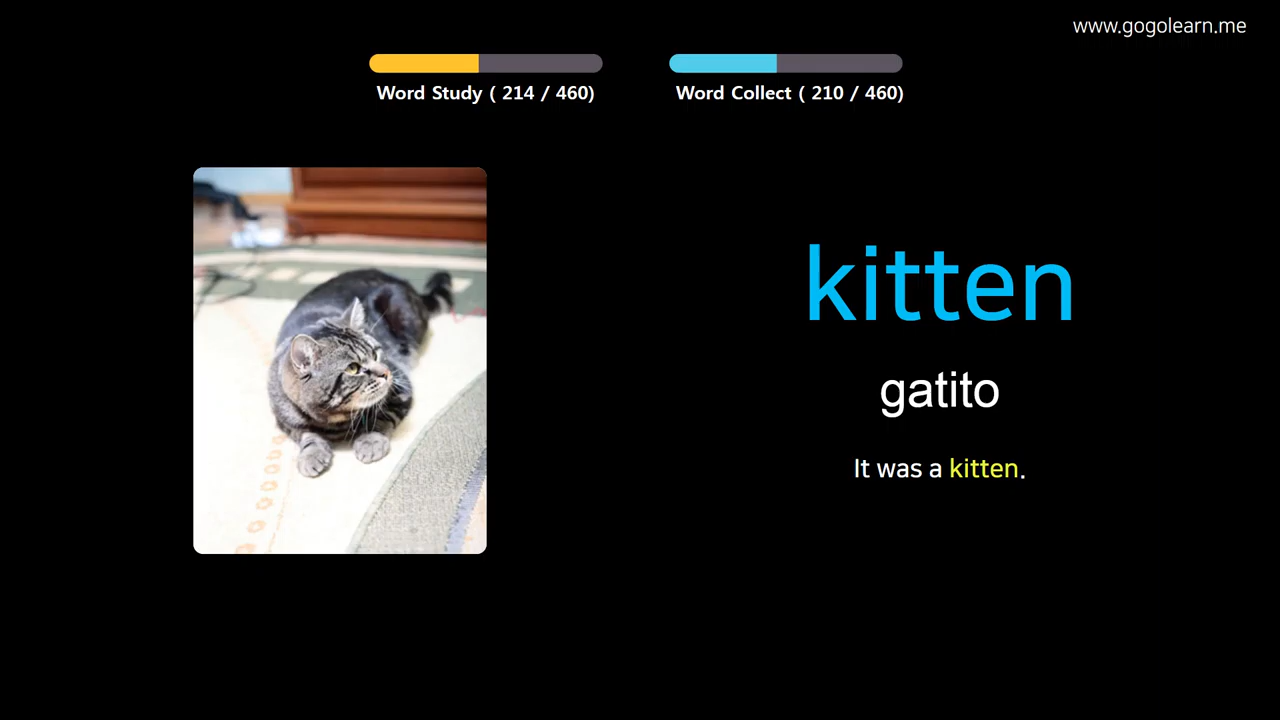 www.gogolearn.me
Word Study ( 214 / 460)
Word Collect ( 210 / 460)
kitten
gatito
It was a kitten.